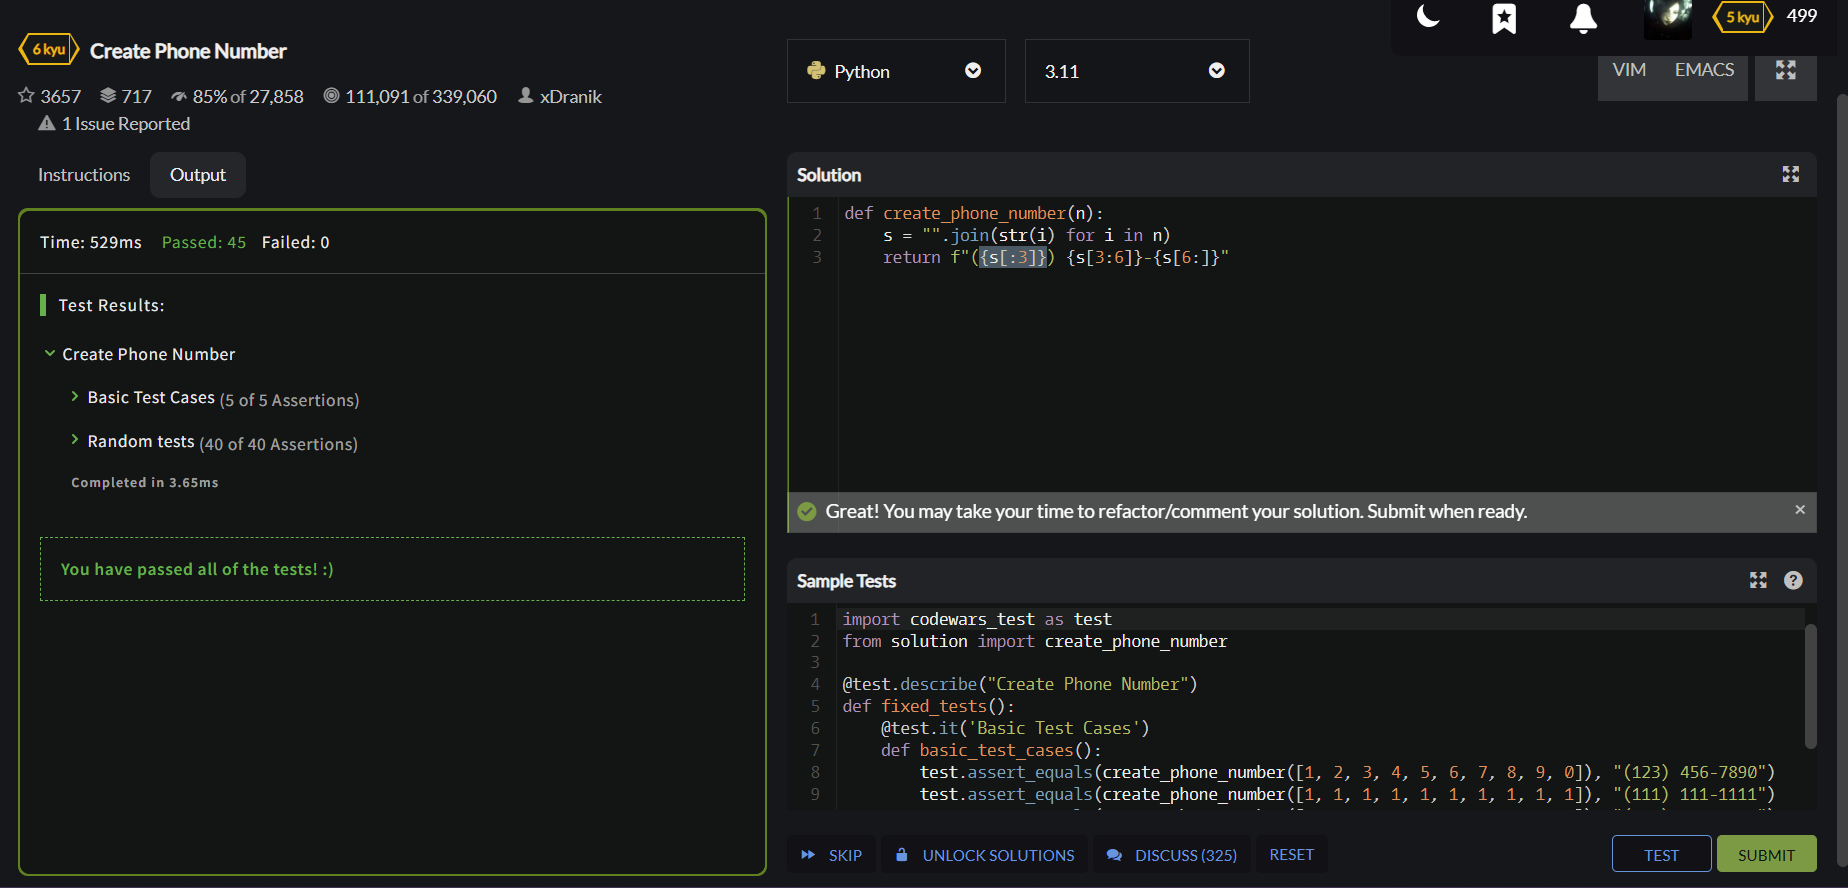 5 kyu 499
6 kyu Create Phone Number
Python
3.11
VIM EMACS
3657 717 85% of 27,858 111,091 of 339,060 xDranik
1 Issue Reported
Instructions Output
Time: 529ms Passed: 45 Failed: 0
Test Results:
Create Phone Number
Basic Test Cases (5 of 5 Assertions)
Random tests (40 of 40 Assertions)
Completed in 3.65ms
You have passed all of the tests! :)
Solution
1 def create_phone_number(n):
2     s = "".join(str(i) for i in n)
3     return f"({s[:3]}) {s[3:6]}-{s[6:]}"
Great! You may take your time to refactor/comment your solution. Submit when ready. ×
Sample Tests ?
1 import codewars_test as test
2 from solution import create_phone_number
3
4 @test.describe("Create Phone Number")
5 def fixed_tests():
6     @test.it('Basic Test Cases')
7     def basic_test_cases():
8         test.assert_equals(create_phone_number([1, 2, 3, 4, 5, 6, 7, 8, 9, 0]), "(123) 456-7890")
9         test.assert_equals(create_phone_number([1, 1, 1, 1, 1, 1, 1, 1, 1, 1]), "(111) 111-1111")
SKIP UNLOCK SOLUTIONS DISCUSS (325) RESET TEST SUBMIT